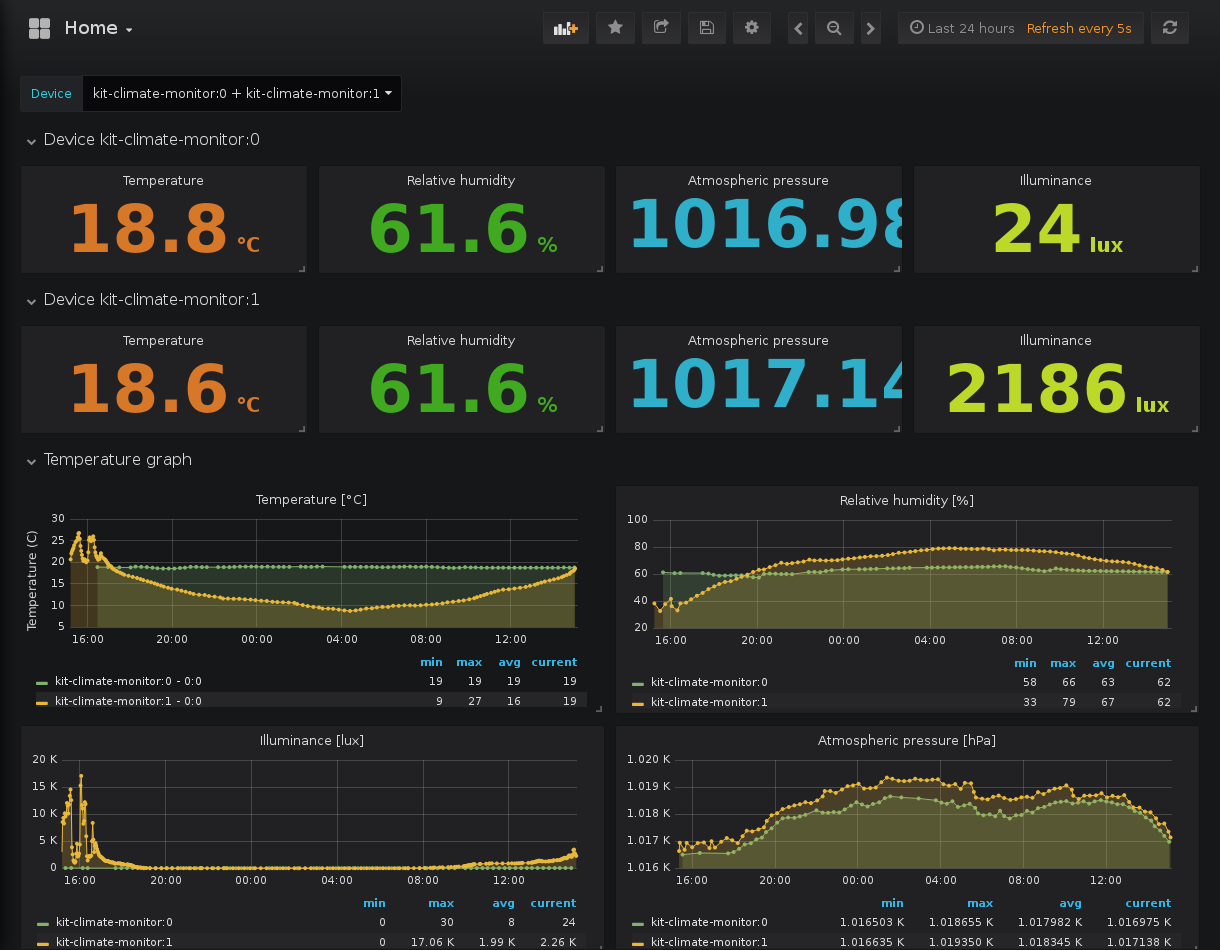 Home
Last 24 hours Refresh every 5s
Device kit-climate-monitor:0 + kit-climate-monitor:1
Device kit-climate-monitor:0
Temperature Relative humidity Atmospheric pressure Illuminance
18.8 °C 61.6 % 1016.98 24 lux
Device kit-climate-monitor:1
Temperature Relative humidity Atmospheric pressure Illuminance
18.6 °C 61.6 % 1017.14 2186 lux
Temperature graph
Temperature [°C]
Temperature (C)
30
25
20
15
10
5
16:00 20:00 00:00 04:00 08:00 12:00
min max avg current
kit-climate-monitor:0 - 0:0 19 19 19 19
kit-climate-monitor:1 - 0:0 9 27 16 19
Relative humidity [%]
100
80
60
40
20
16:00 20:00 00:00 04:00 08:00 12:00
min max avg current
kit-climate-monitor:0 58 66 63 62
kit-climate-monitor:1 33 79 67 62
Illuminance [lux]
20 K
15 K
10 K
5 K
0
16:00 20:00 00:00 04:00 08:00 12:00
min max avg current
kit-climate-monitor:0 0 30 8 24
kit-climate-monitor:1 0 17.06 K 1.99 K 2.26 K
Atmospheric pressure [hPa]
1.020 K
1.019 K
1.018 K
1.017 K
1.016 K
16:00 20:00 00:00 04:00 08:00 12:00
min max avg current
kit-climate-monitor:0 1.016503 K 1.018655 K 1.017982 K 1.016975 K
kit-climate-monitor:1 1.016635 K 1.019350 K 1.018345 K 1.017138 K